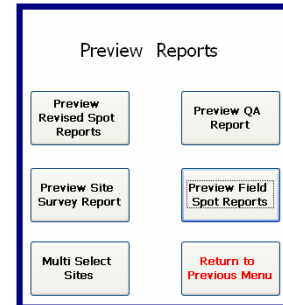 Preview Reports
Preview
Revised Spot
Reports
Preview QA
Report
Preview Site
Survey Report
Preview Field
Spot Reports
Multi Select
Sites
Return to
Previous Menu